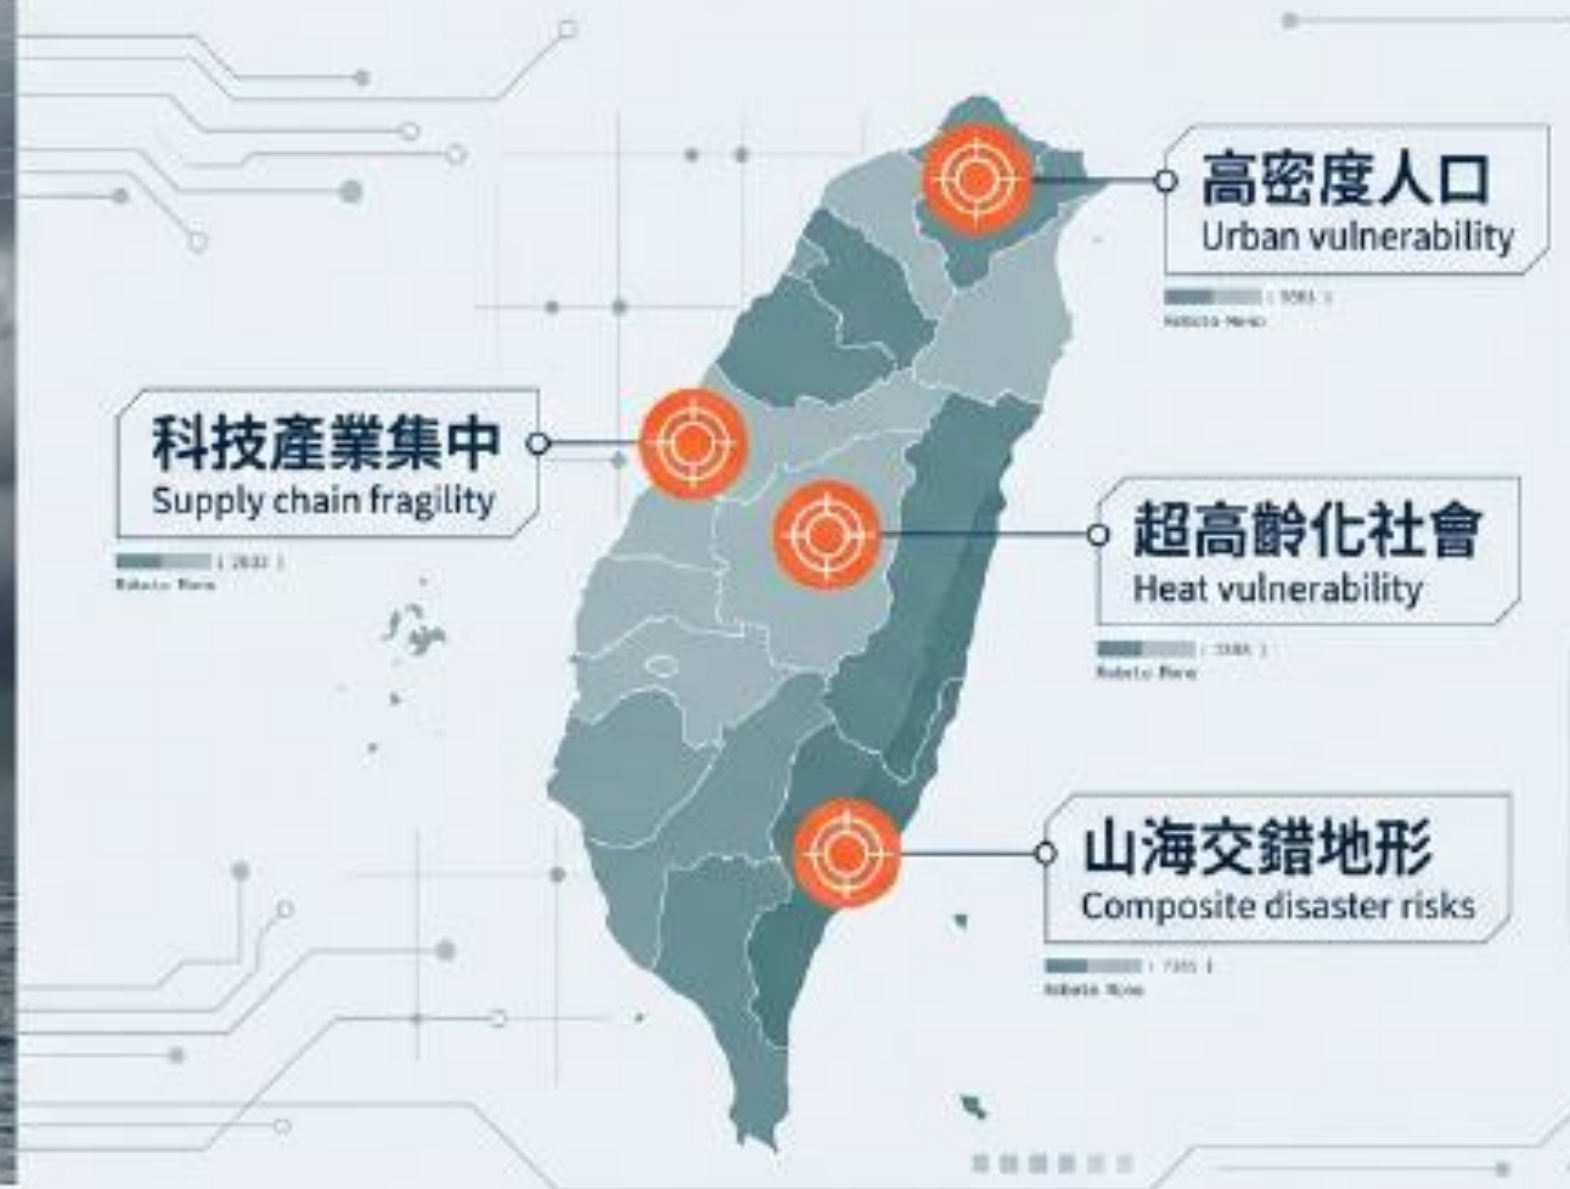 高密度人口
Urban vulnerability
科技產業集中
Supply chain fragility
超高齡化社會
Heat vulnerability
山海交錯地形
Composite disaster risks